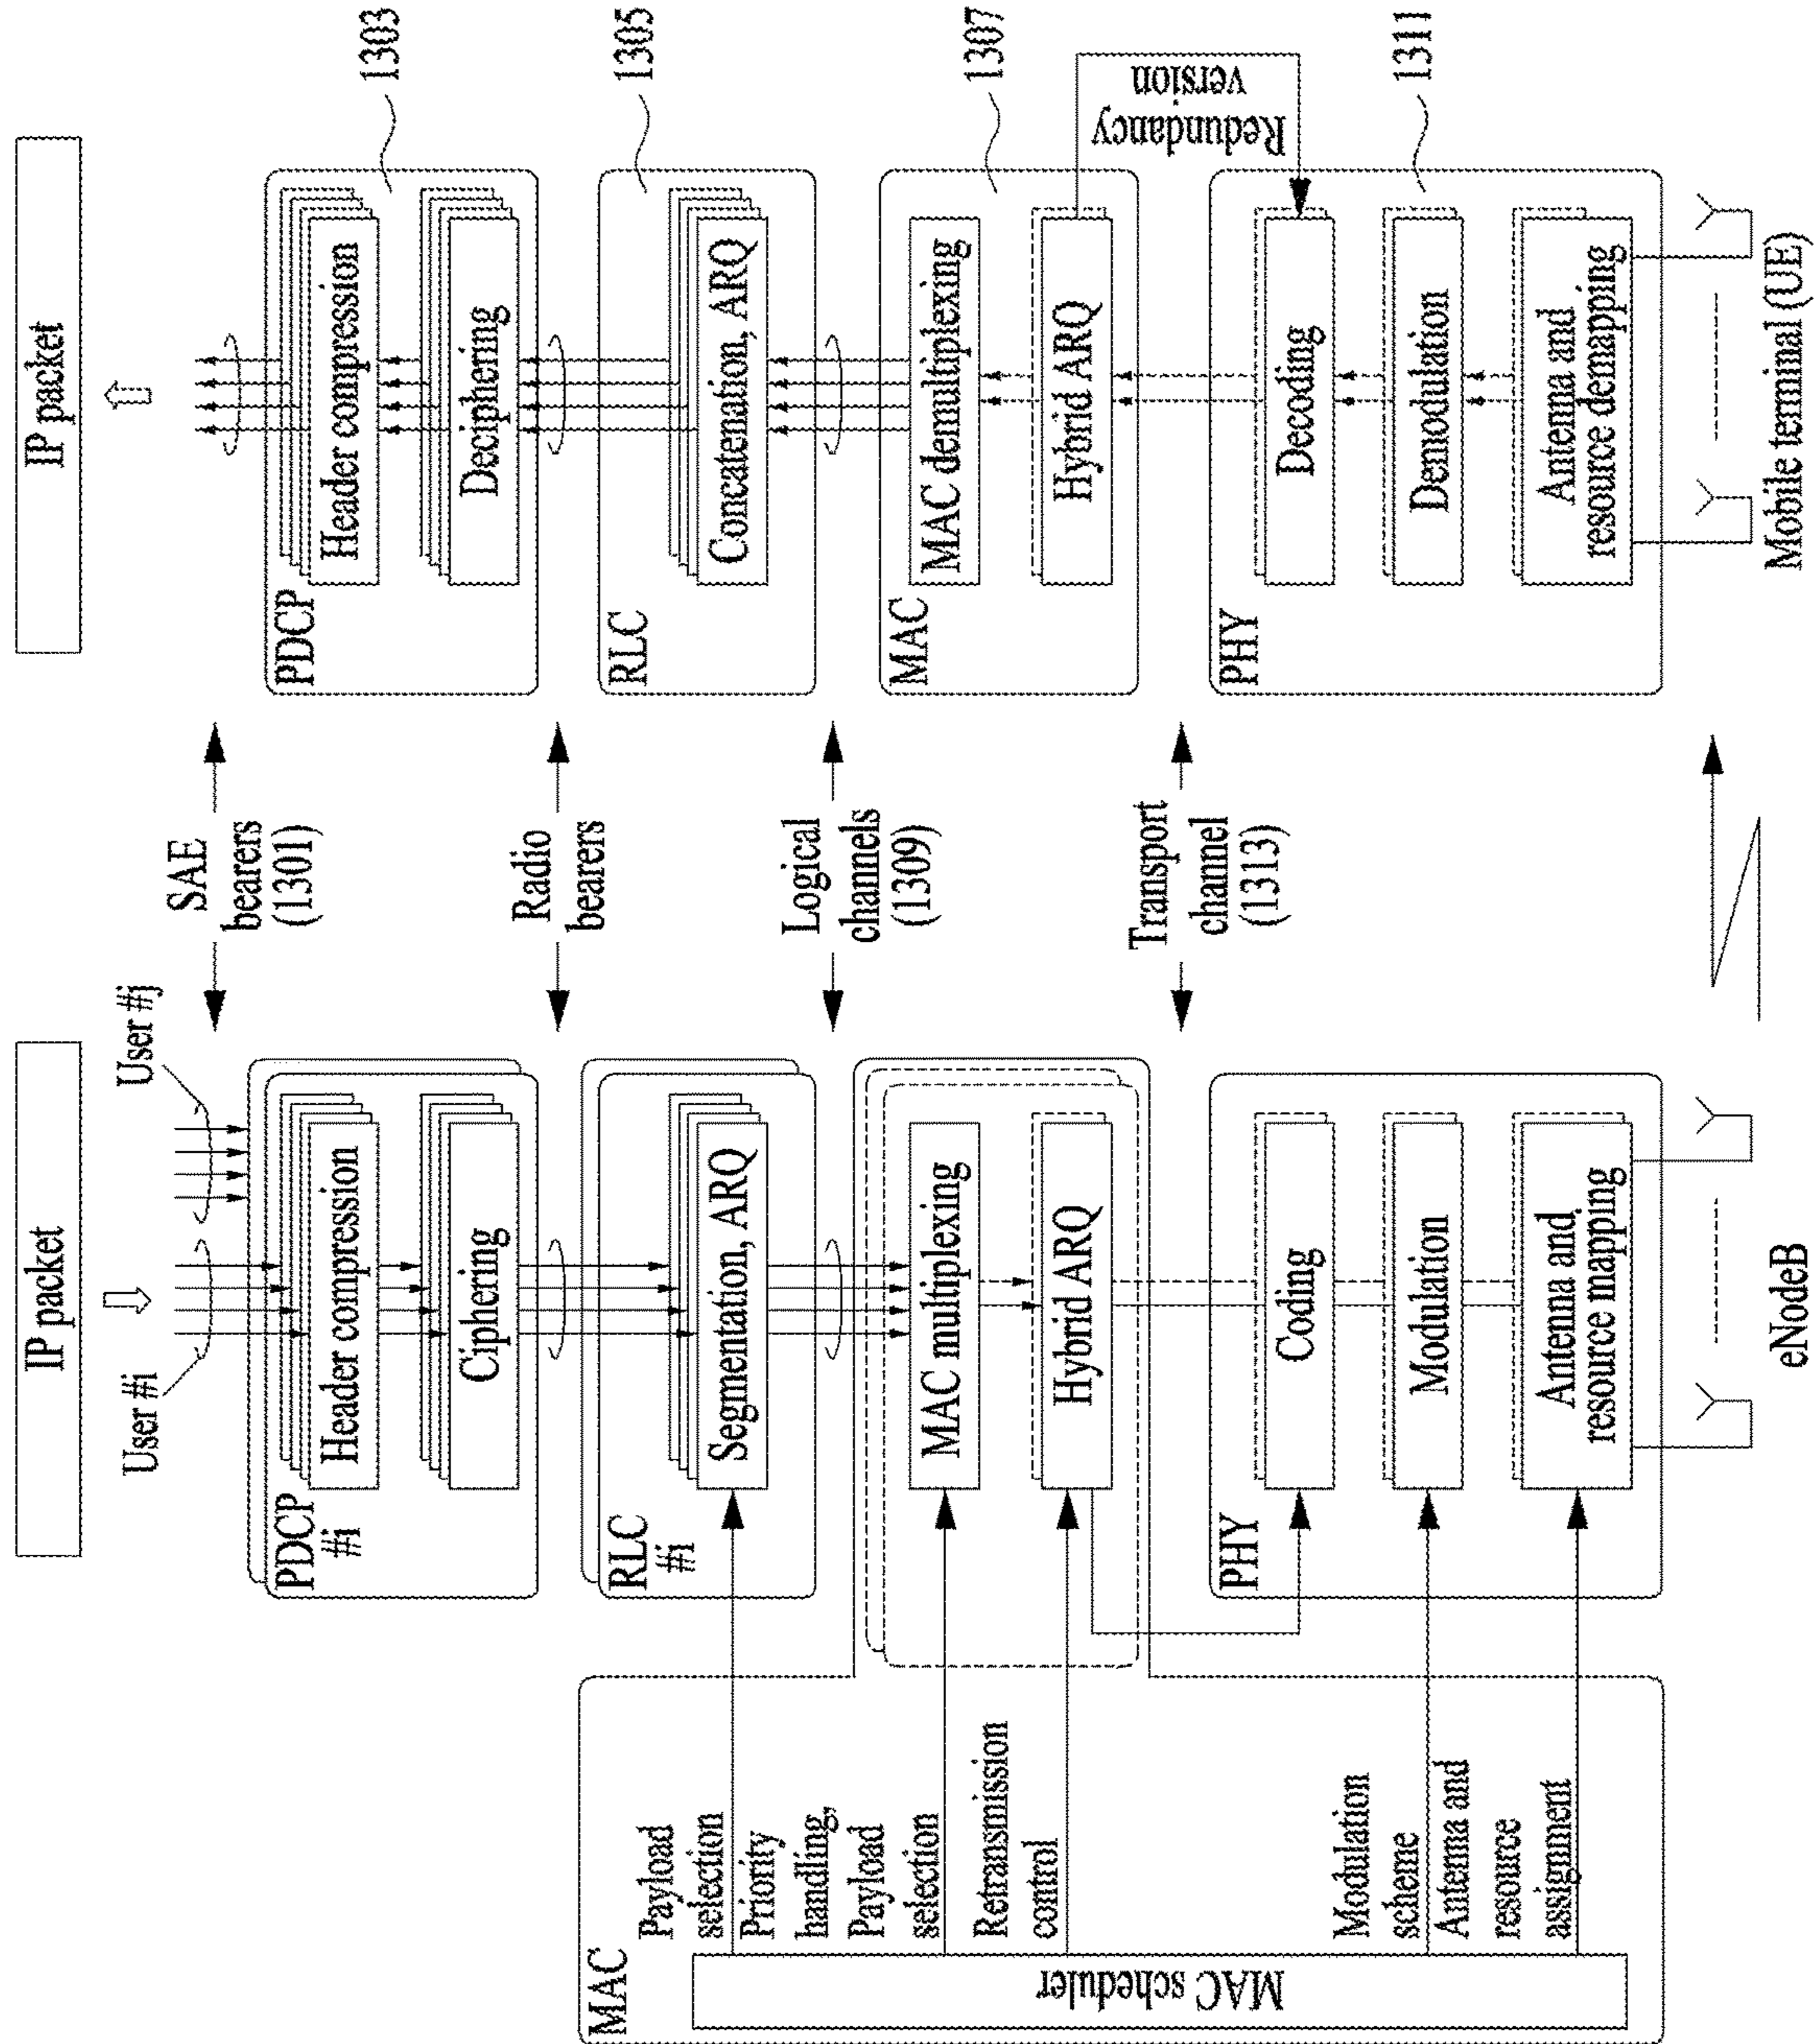 IP packet
User #i
User #j
PDCP
#i
Header compression
Ciphering
RLC
#i
Segmentation, ARQ
MAC
MAC scheduler
Payload
selection
Priority
handling,
Payload
selection
Retransmission
control
Modulation
scheme
Antenna and
resource
assignment
MAC multiplexing
Hybrid ARQ
PHY
Coding
Modulation
Antenna and
resource mapping
eNodeB
SAE
bearers
(1301)
Radio
bearers
Logical
channels
(1309)
Transport
channel
(1313)
IP packet
PDCP
Header compression
Deciphering
1303
RLC
Concatenation, ARQ
1305
MAC
MAC demultiplexing
Hybrid ARQ
1307
Redundancy
version
PHY
Decoding
Demodulation
Antenna and
resource demapping
1311
Mobile terminal (UE)